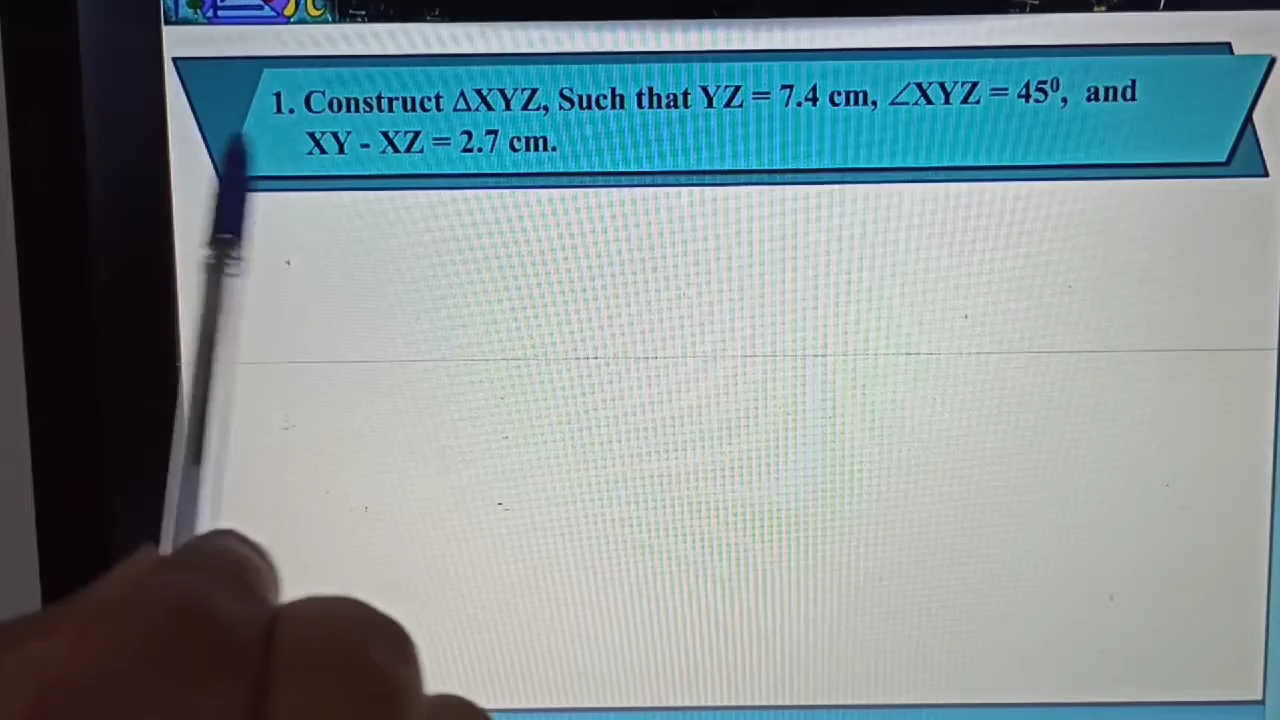 1. Construct ΔXYZ, Such that YZ = 7.4 cm, ∠XYZ = 45⁰, and
XY - XZ = 2.7 cm.